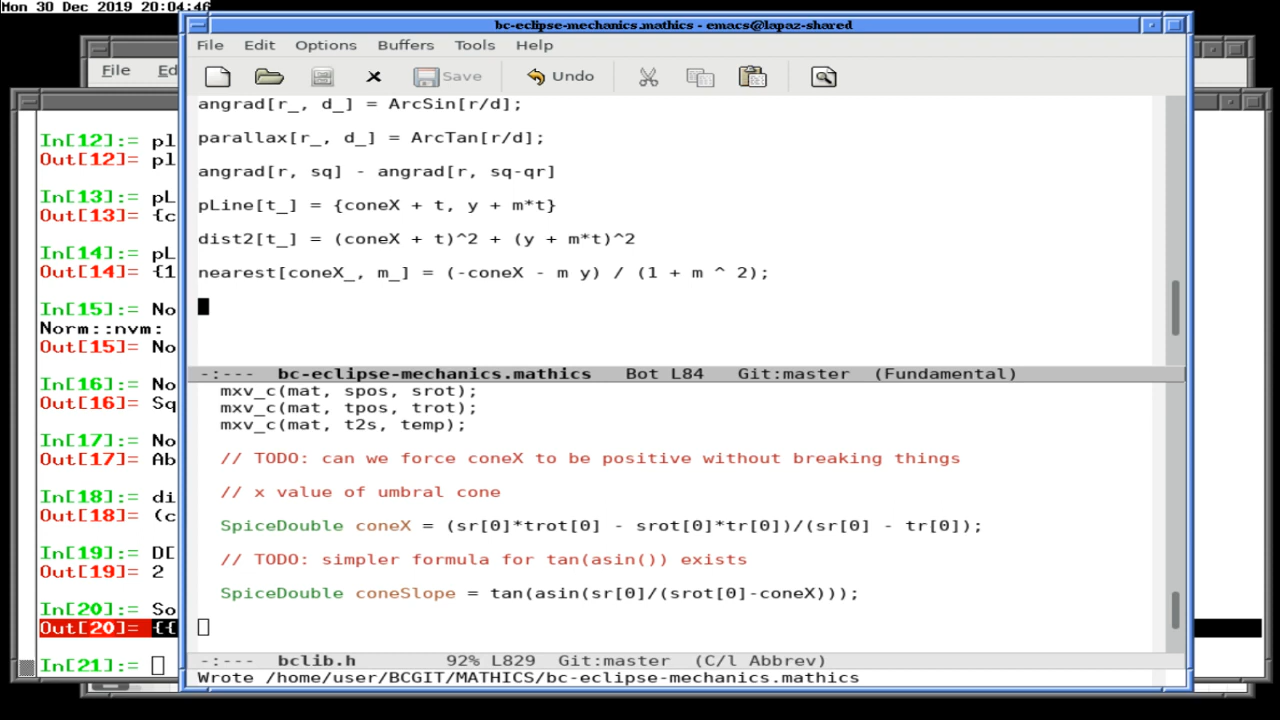 Mon 30 Dec 2019 20:04:46
bc-eclipse-mechanics.mathics - emacs@lapaz-shared
File Edit Options Buffers Tools Help
Save Undo
File Ed
angrad[r_, d_] = ArcSin[r/d];
parallax[r_, d_] = ArcTan[r/d];
angrad[r, sq] - angrad[r, sq-qr]
pLine[t_] = {coneX + t, y + m*t}
dist2[t_] = (coneX + t)^2 + (y + m*t)^2
nearest[coneX_, m_] = (-coneX - m y) / (1 + m ^ 2);
-:--- bc-eclipse-mechanics.mathics Bot L84 Git:master (Fundamental)
mxv_c(mat, spos, srot);
mxv_c(mat, tpos, trot);
mxv_c(mat, t2s, temp);
// TODO: can we force coneX to be positive without breaking things
// x value of umbral cone
SpiceDouble coneX = (sr[0]*trot[0] - srot[0]*tr[0])/(sr[0] - tr[0]);
// TODO: simpler formula for tan(asin()) exists
SpiceDouble coneSlope = tan(asin(sr[0]/(srot[0]-coneX)));
-:--- bclib.h 92% L829 Git:master (C/l Abbrev)
Wrote /home/user/BCGIT/MATHICS/bc-eclipse-mechanics.mathics
In[12]:= pl
Out[12]= pl
In[13]:= pL
Out[13]= {c
In[14]:= pL
Out[14]= {1
In[15]:= No
Norm::nvm:
Out[15]= No
In[16]:= No
Out[16]= Sq
In[17]:= No
Out[17]= Ab
In[18]:= di
Out[18]= (c
In[19]:= D[
Out[19]= 2
In[20]:= So
Out[20]= {{
In[21]:=